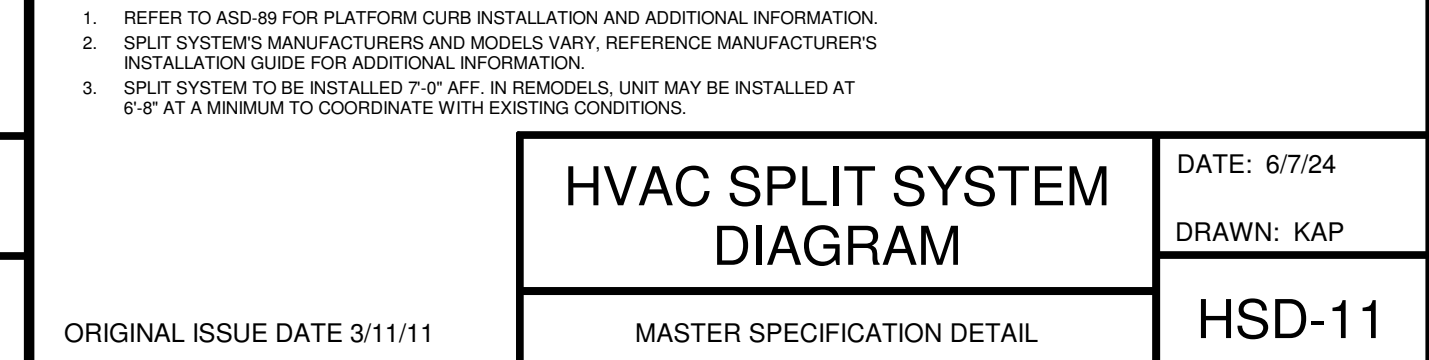 1. REFER TO ASD-89 FOR PLATFORM CURB INSTALLATION AND ADDITIONAL INFORMATION.
2. SPLIT SYSTEM'S MANUFACTURERS AND MODELS VARY, REFERENCE MANUFACTURER'S
INSTALLATION GUIDE FOR ADDITIONAL INFORMATION.
3. SPLIT SYSTEM TO BE INSTALLED 7'-0" AFF. IN REMODELS, UNIT MAY BE INSTALLED AT
6'-8" AT A MINIMUM TO COORDINATE WITH EXISTING CONDITIONS.
HVAC SPLIT SYSTEM
DIAGRAM
DATE: 6/7/24
DRAWN: KAP
ORIGINAL ISSUE DATE 3/11/11
MASTER SPECIFICATION DETAIL
HSD-11